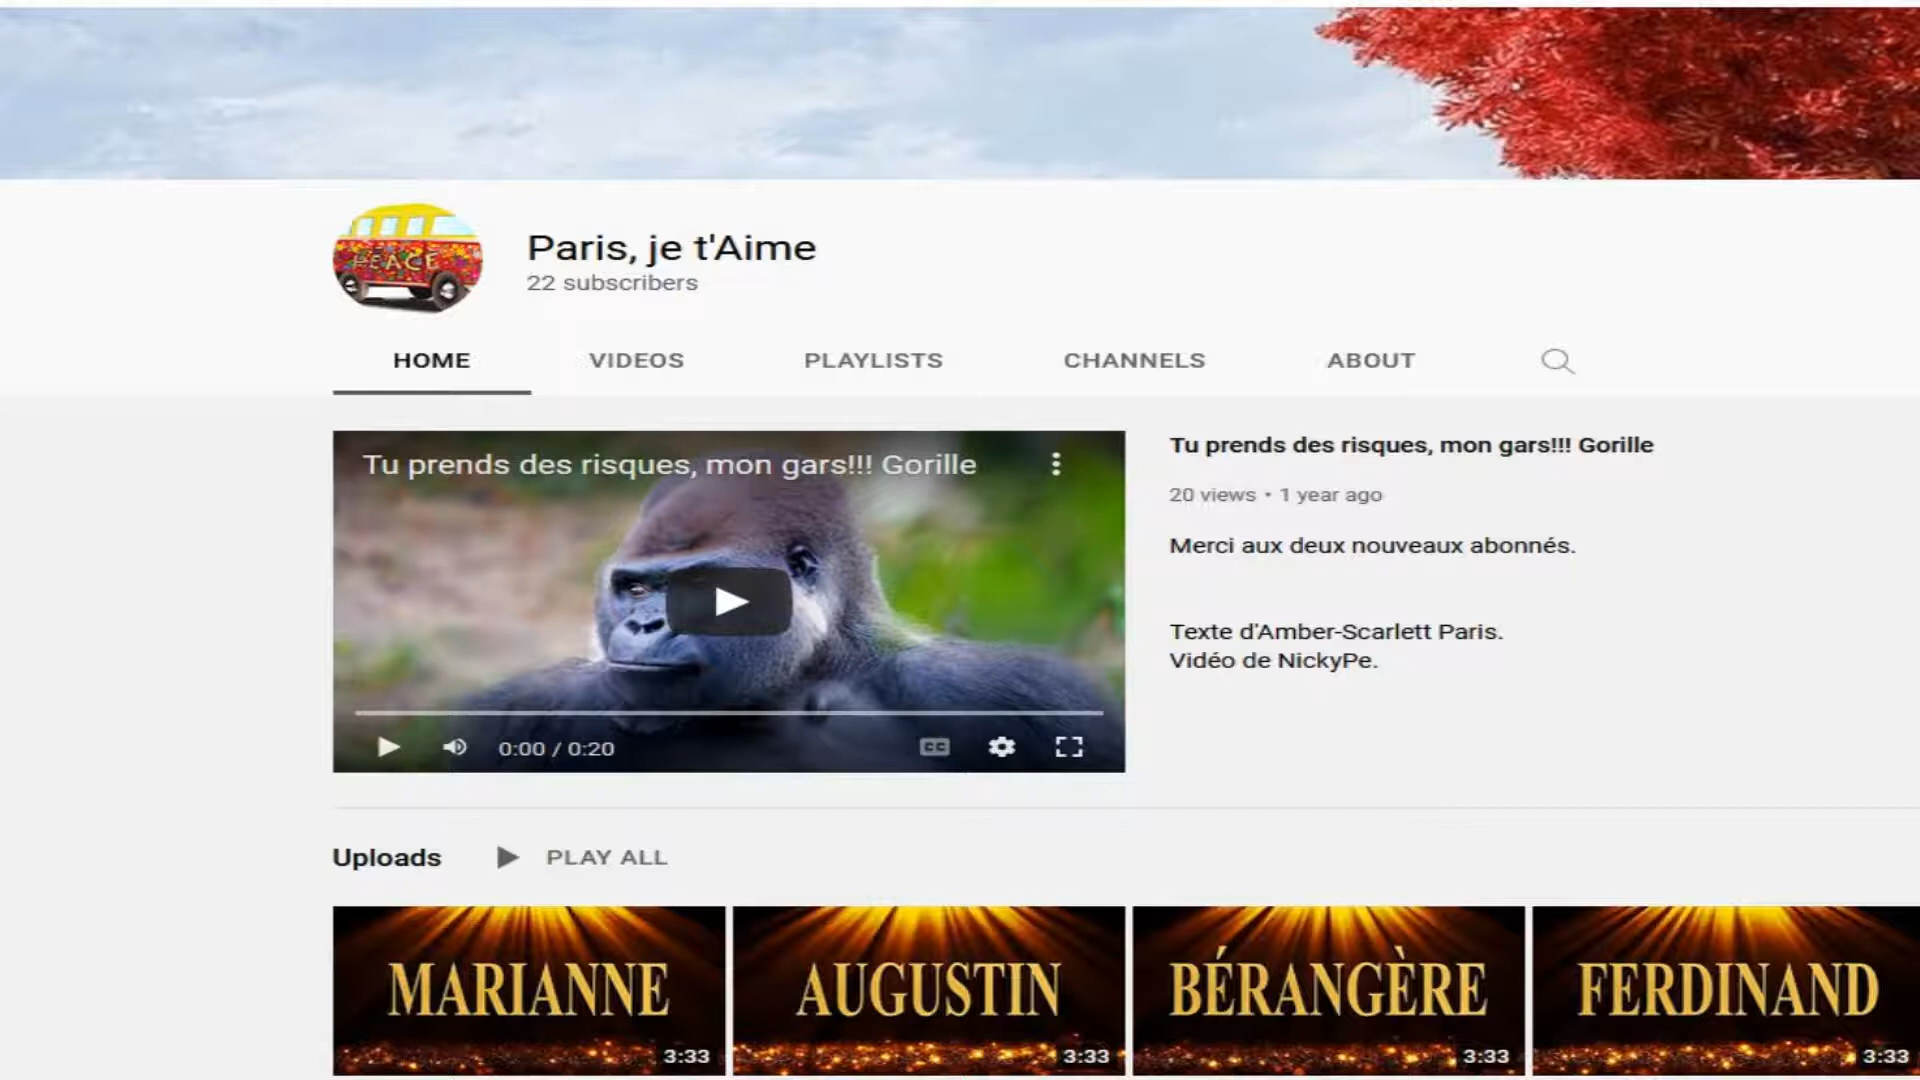 PEACE
Paris, je t'Aime
22 subscribers
HOME VIDEOS PLAYLISTS CHANNELS ABOUT
Tu prends des risques, mon gars!!! Gorille
0:00 / 0:20
CC
Tu prends des risques, mon gars!!! Gorille
20 views • 1 year ago
Merci aux deux nouveaux abonnés.
Texte d'Amber-Scarlett Paris.
Vidéo de NickyPe.
Uploads PLAY ALL
MARIANNE
3:33
AUGUSTIN
3:33
BÉRANGÈRE
3:33
FERDINAND
3:33